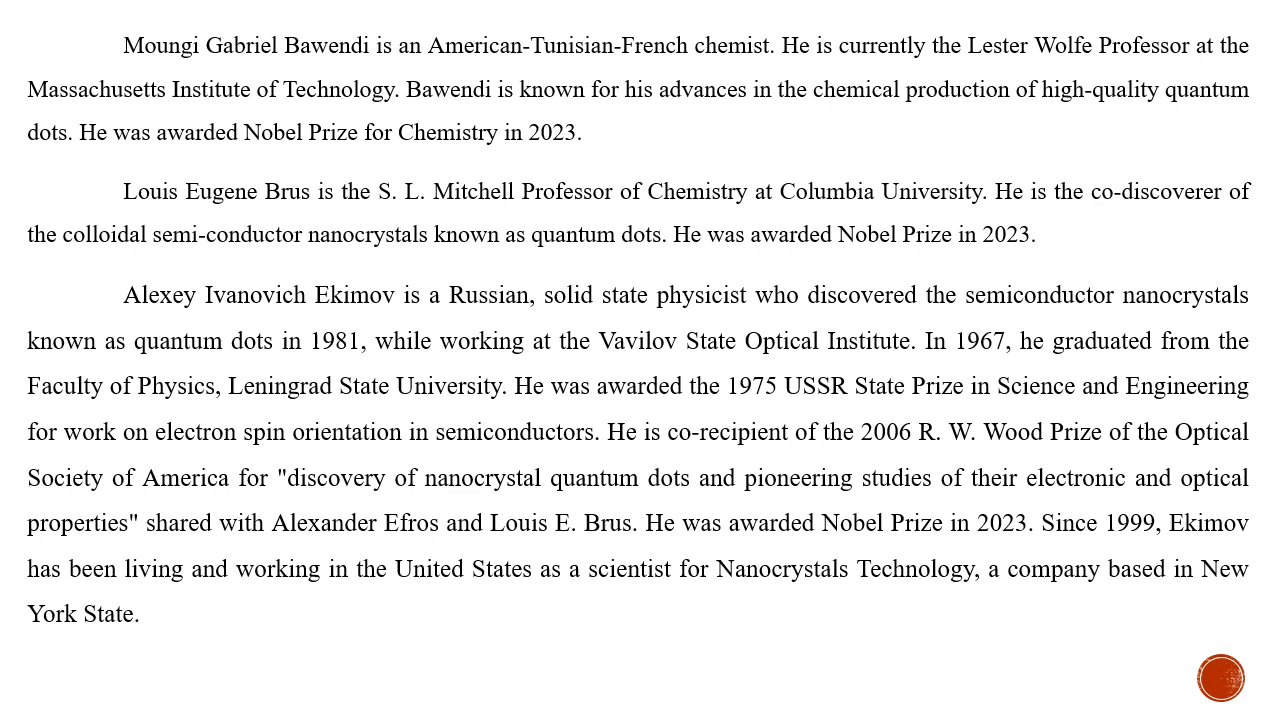 Moungi Gabriel Bawendi is an American-Tunisian-French chemist. He is currently the Lester Wolfe Professor at the
Massachusetts Institute of Technology. Bawendi is known for his advances in the chemical production of high-quality quantum
dots. He was awarded Nobel Prize for Chemistry in 2023.
Louis Eugene Brus is the S. L. Mitchell Professor of Chemistry at Columbia University. He is the co-discoverer of
the colloidal semi-conductor nanocrystals known as quantum dots. He was awarded Nobel Prize in 2023.
Alexey Ivanovich Ekimov is a Russian, solid state physicist who discovered the semiconductor nanocrystals
known as quantum dots in 1981, while working at the Vavilov State Optical Institute. In 1967, he graduated from the
Faculty of Physics, Leningrad State University. He was awarded the 1975 USSR State Prize in Science and Engineering
for work on electron spin orientation in semiconductors. He is co-recipient of the 2006 R. W. Wood Prize of the Optical
Society of America for "discovery of nanocrystal quantum dots and pioneering studies of their electronic and optical
properties" shared with Alexander Efros and Louis E. Brus. He was awarded Nobel Prize in 2023. Since 1999, Ekimov
has been living and working in the United States as a scientist for Nanocrystals Technology, a company based in New
York State.